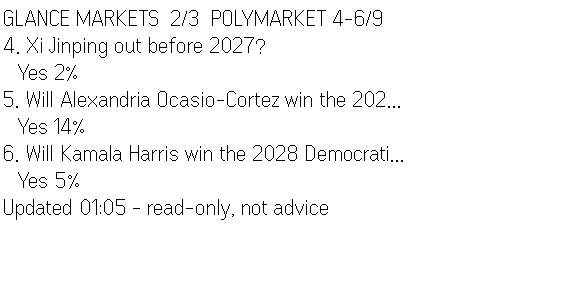 GLANCE MARKETS 2/3 POLYMARKET 4-6/9
4. Xi Jinping out before 2027?
Yes 2%
5. Will Alexandria Ocasio-Cortez win the 202...
Yes 14%
6. Will Kamala Harris win the 2028 Democrati...
Yes 5%
Updated 01:05 - read-only, not advice